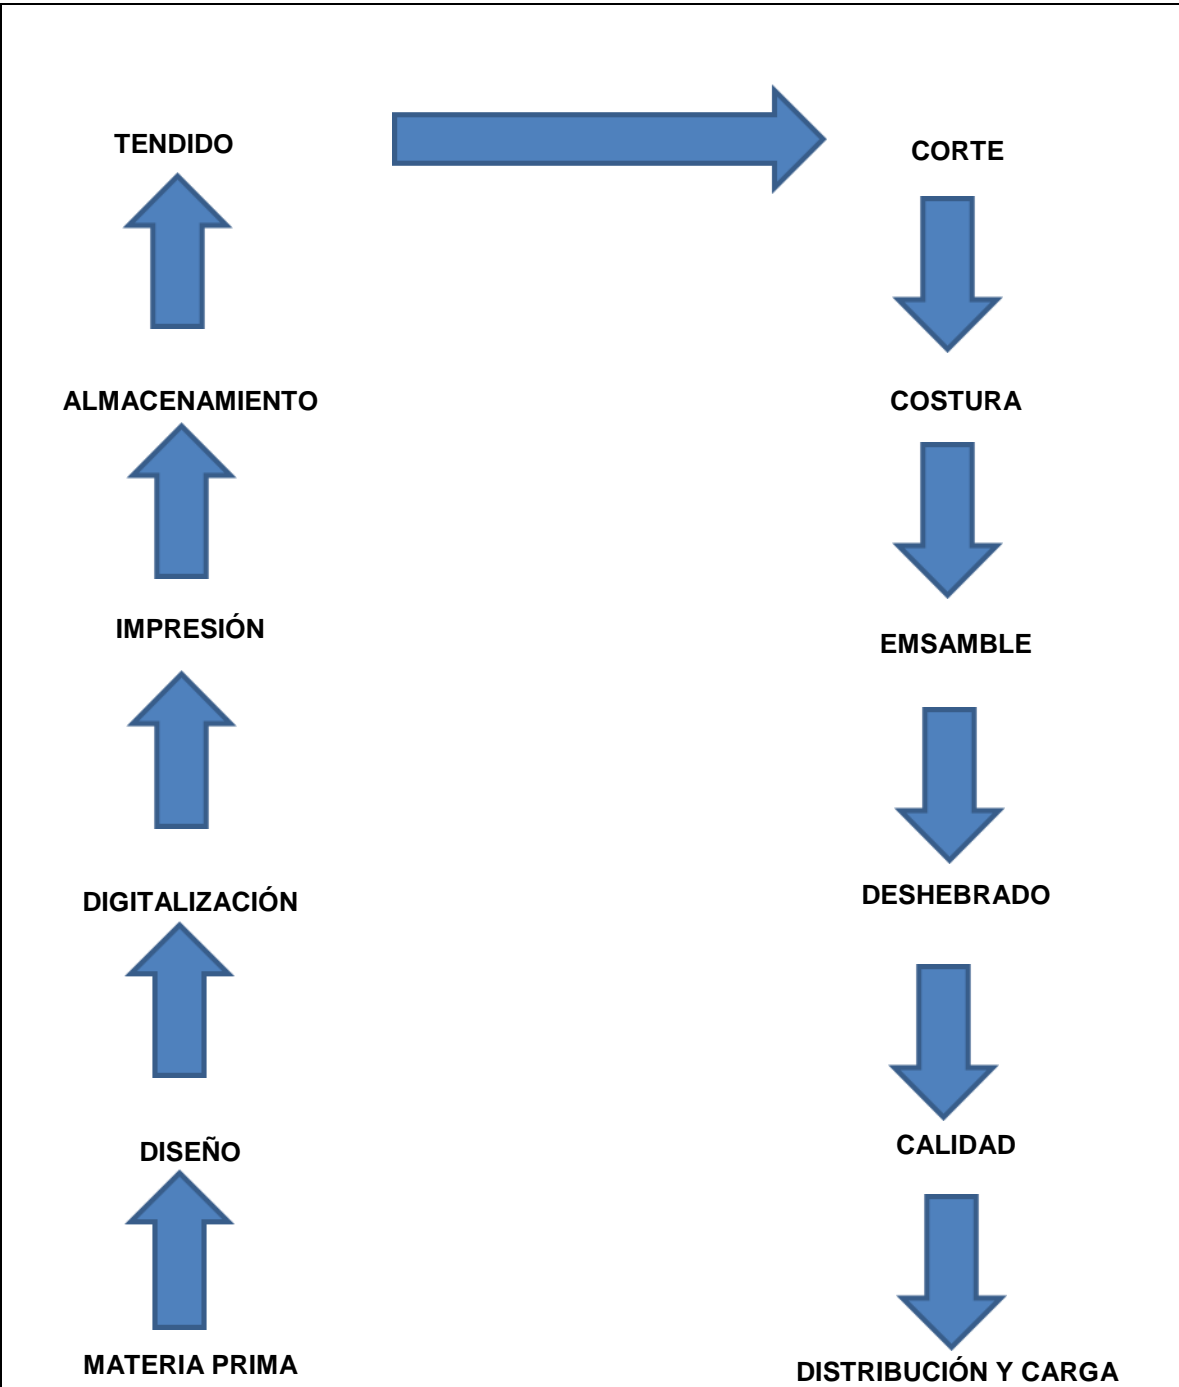 TENDIDO
CORTE
ALMACENAMIENTO
COSTURA
IMPRESIÓN
EMSAMBLE
DIGITALIZACIÓN
DESHEBRADO
DISEÑO
CALIDAD
MATERIA PRIMA
DISTRIBUCIÓN Y CARGA